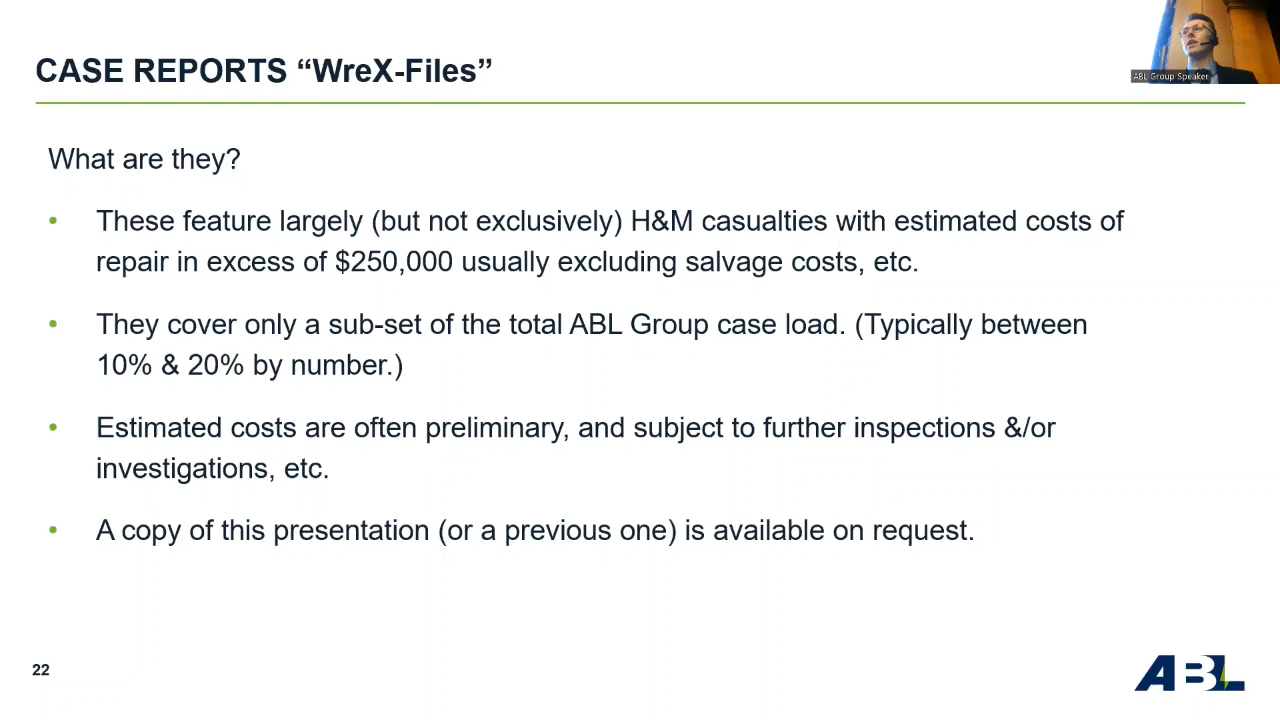 CASE REPORTS “WreX-Files”
ABL Group Speaker
What are they?
• These feature largely (but not exclusively) H&M casualties with estimated costs of
repair in excess of $250,000 usually excluding salvage costs, etc.
• They cover only a sub-set of the total ABL Group case load. (Typically between
10% & 20% by number.)
• Estimated costs are often preliminary, and subject to further inspections &/or
investigations, etc.
• A copy of this presentation (or a previous one) is available on request.
22
ABL